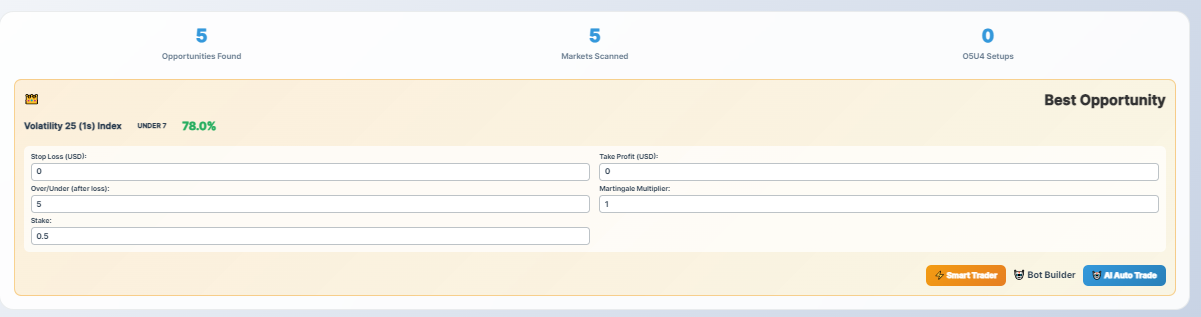 5 5 0
Opportunities Found Markets Scanned O5U4 Setups
Best Opportunity
Volatility 25 (1s) Index UNDER 7 78.0%
Stop Loss (USD): Take Profit (USD):
0 0
Over/Under (after loss): Martingale Multiplier:
5 1
Stake:
0.5
Smart Trader Bot Builder AI Auto Trade